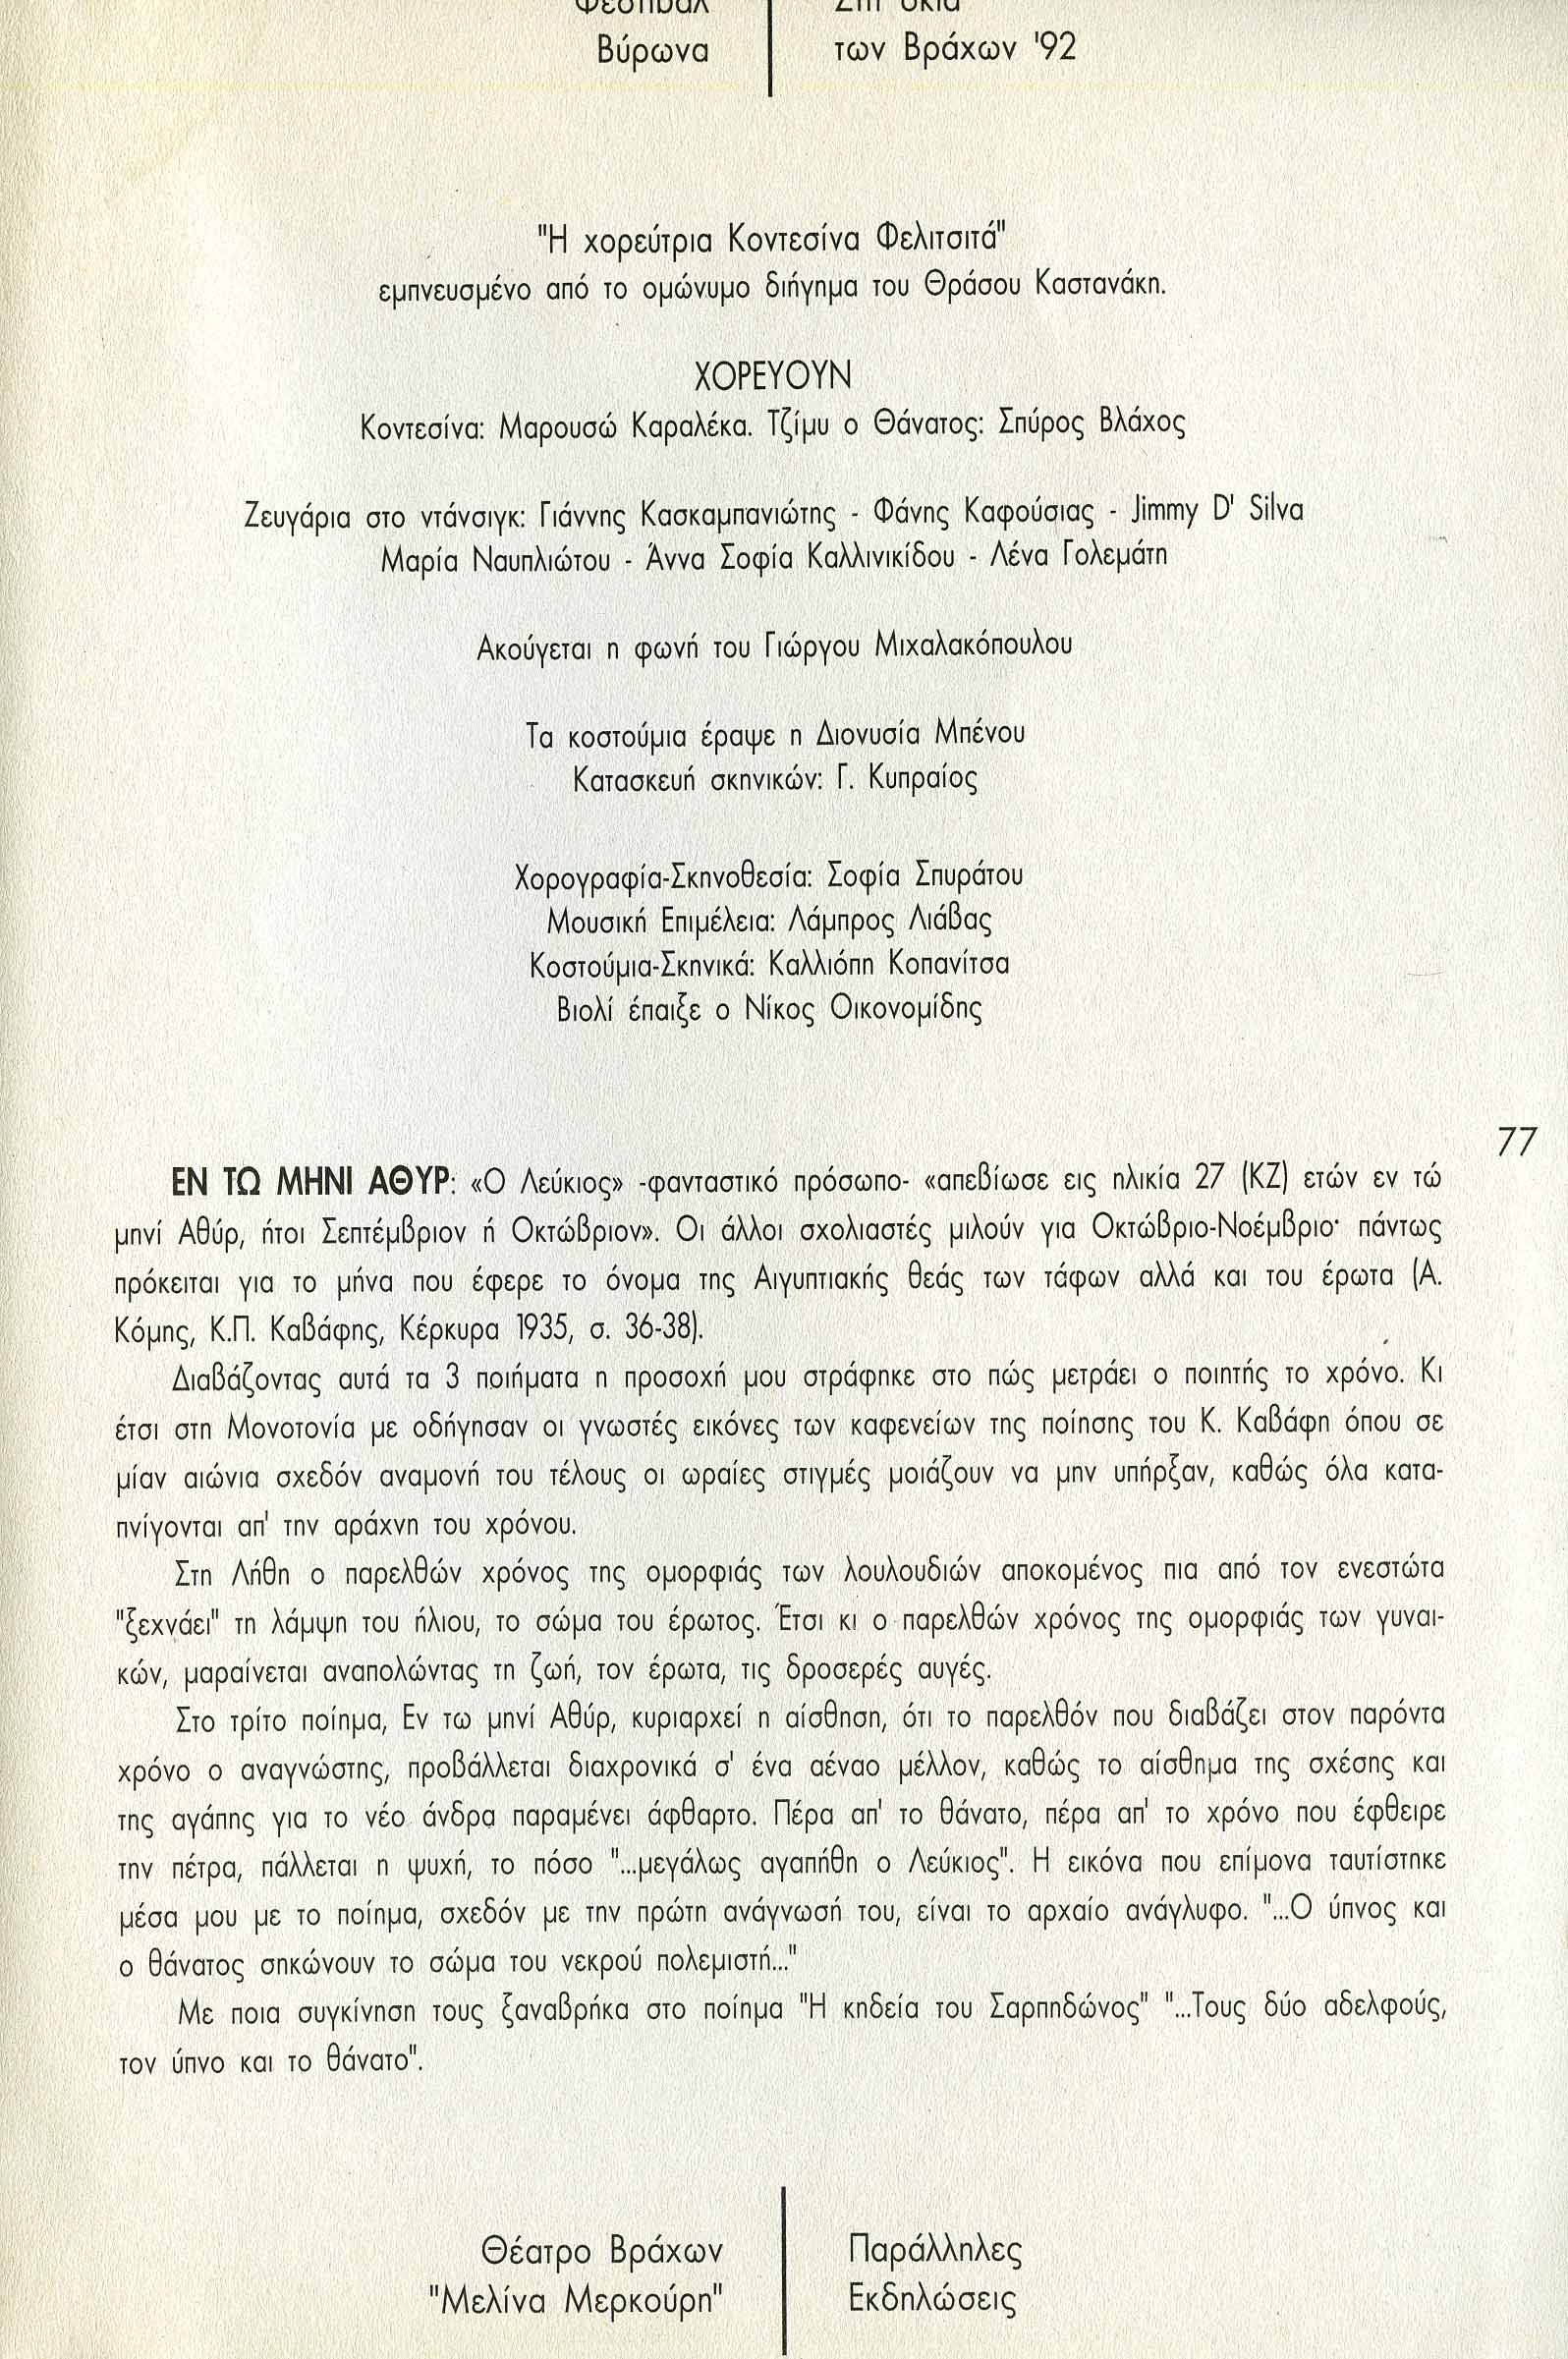 Φεστιβάλ
Βύρωνα
Στη σκιά
των Βράχων '92
"Η χορεύτρια Κοντεσίνα Φελιτσιτά"
εμπνευσμένο από το ομώνυμο διήγημα του Θράσου Καστανάκη.
ΧΟΡΕΥΟΥΝ
Κοντεσίνα: Μαρουσώ Καραλέκα. Τζίμυ ο Θάνατος: Σπύρος Βλάχος
Ζευγάρια στο ντάνσιγκ: Γιάννης Κασκαμπανιώτης - Φάνης Καφούσιας - Jimmy D' Silva
Μαρία Ναυπλιώτου - Άννα Σοφία Καλλινικίδου - Λένα Γολεμάτη
Ακούγεται η φωνή του Γιώργου Μιχαλακόπουλου
Τα κοστούμια έραψε η Διονυσία Μπένου
Κατασκευή σκηνικών: Γ. Κυπραίος
Χορογραφία-Σκηνοθεσία: Σοφία Σπυράτου
Μουσική Επιμέλεια: Λάμπρος Λιάβας
Κοστούμια-Σκηνικά: Καλλιόπη Κοπανίτσα
Βιολί έπαιξε ο Νίκος Οικονομίδης
77
ΕΝ ΤΩ ΜΗΝΙ ΑΘΥΡ: «Ο Λεύκιος» -φανταστικό πρόσωπο- «απεβίωσε εις ηλικία 27 (ΚΖ) ετών εν τώ
μηνί Αθύρ, ήτοι Σεπτέμβριον ή Οκτώβριον». Οι άλλοι σχολιαστές μιλούν για Οκτώβριο-Νοέμβριο· πάντως
πρόκειται για το μήνα που έφερε το όνομα της Αιγυπτιακής θεάς των τάφων αλλά και του έρωτα (Α.
Κόμης, Κ.Π. Καβάφης, Κέρκυρα 1935, σ. 36-38).
Διαβάζοντας αυτά τα 3 ποιήματα η προσοχή μου στράφηκε στο πώς μετράει ο ποιητής το χρόνο. Κι
έτσι στη Μονοτονία με οδήγησαν οι γνωστές εικόνες των καφενείων της ποίησης του Κ. Καβάφη όπου σε
μίαν αιώνια σχεδόν αναμονή του τέλους οι ωραίες στιγμές μοιάζουν να μην υπήρξαν, καθώς όλα κατα-
πνίγονται απ' την αράχνη του χρόνου.
Στη Λήθη ο παρελθών χρόνος της ομορφιάς των λουλουδιών αποκομένος πια από τον ενεστώτα
"ξεχνάει" τη λάμψη του ήλιου, το σώμα του έρωτος. Έτσι κι ο παρελθών χρόνος της ομορφιάς των γυναι-
κών, μαραίνεται αναπολώντας τη ζωή, τον έρωτα, τις δροσερές αυγές.
Στο τρίτο ποίημα, Εν τω μηνί Αθύρ, κυριαρχεί η αίσθηση, ότι το παρελθόν που διαβάζει στον παρόντα
χρόνο ο αναγνώστης, προβάλλεται διαχρονικά σ' ένα αέναο μέλλον, καθώς το αίσθημα της σχέσης και
της αγάπης για το νέο άνδρα παραμένει άφθαρτο. Πέρα απ' το θάνατο, πέρα απ' το χρόνο που έφθειρε
την πέτρα, πάλλεται η ψυχή, το πόσο "...μεγάλως αγαπήθη ο Λεύκιος". Η εικόνα που επίμονα ταυτίστηκε
μέσα μου με το ποίημα, σχεδόν με την πρώτη ανάγνωσή του, είναι το αρχαίο ανάγλυφο. "...Ο ύπνος και
ο θάνατος σηκώνουν το σώμα του νεκρού πολεμιστή..."
Με ποια συγκίνηση τους ξαναβρήκα στο ποίημα "Η κηδεία του Σαρπηδώνος" "...Τους δύο αδελφούς,
τον ύπνο και το θάνατο".
Θέατρο Βράχων
"Μελίνα Μερκούρη"
Παράλληλες
Εκδηλώσεις